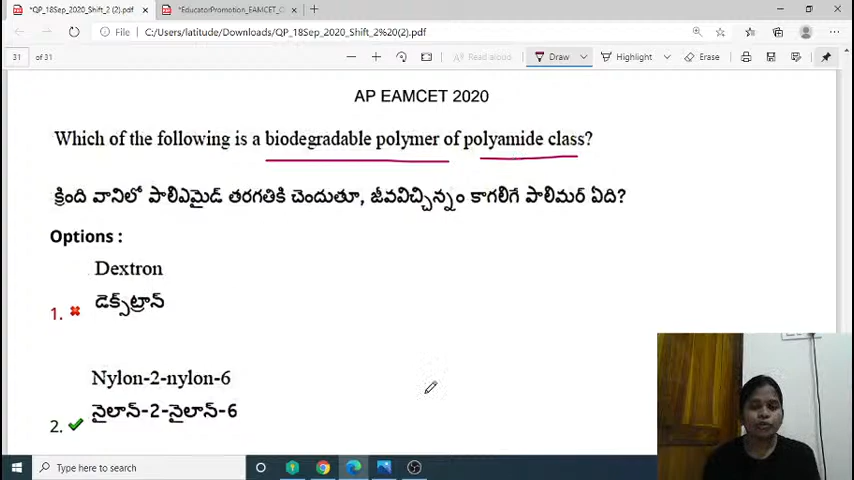 *QP_18Sep_2020_Shift_2 (2).pdf
*EducatorPromotion_EAMCET_C
File
C:/Users/latitude/Downloads/QP_18Sep_2020_Shift_2%20(2).pdf
31 of 31
Read aloud
Draw
Highlight
Erase
AP EAMCET 2020
Which of the following is a biodegradable polymer of polyamide class?
క్రింది వానిలో పాలిఎమైడ్ తరగతికి చెందుతూ, జీవవిచ్ఛిన్నం కాగలిగే పాలిమర్ ఏది?
Options :
Dextron
డెక్స్‌ట్రాన్
1.
Nylon-2-nylon-6
నైలాన్-2-నైలాన్-6
2.
Type here to search